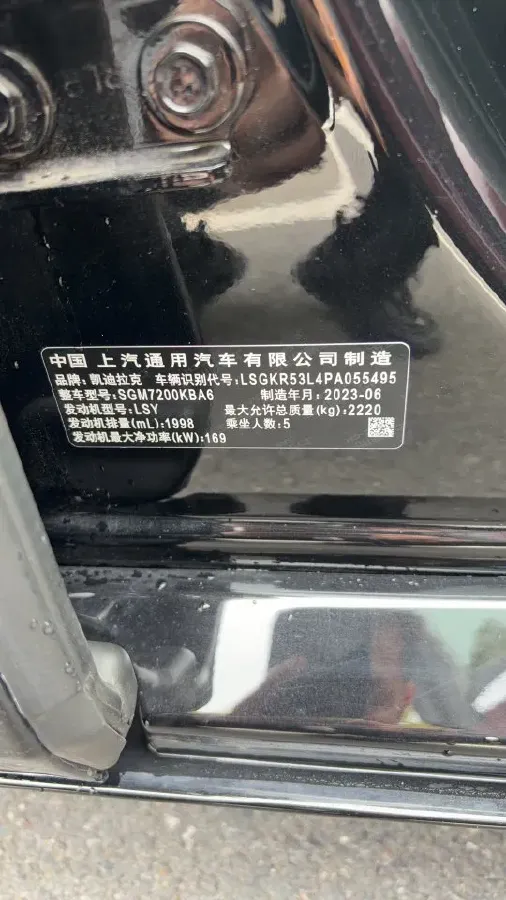 中国 上汽通用汽车有限公司制造
品牌:凯迪拉克 车辆识别代号:LSGKR53L4PA055495
整车型号:SGM7200KBA6 制造年月:2023-06
发动机型号:LSY 最大允许总质量(kg):2220
发动机排量(mL):1998 乘坐人数:5
发动机最大净功率(kW):169